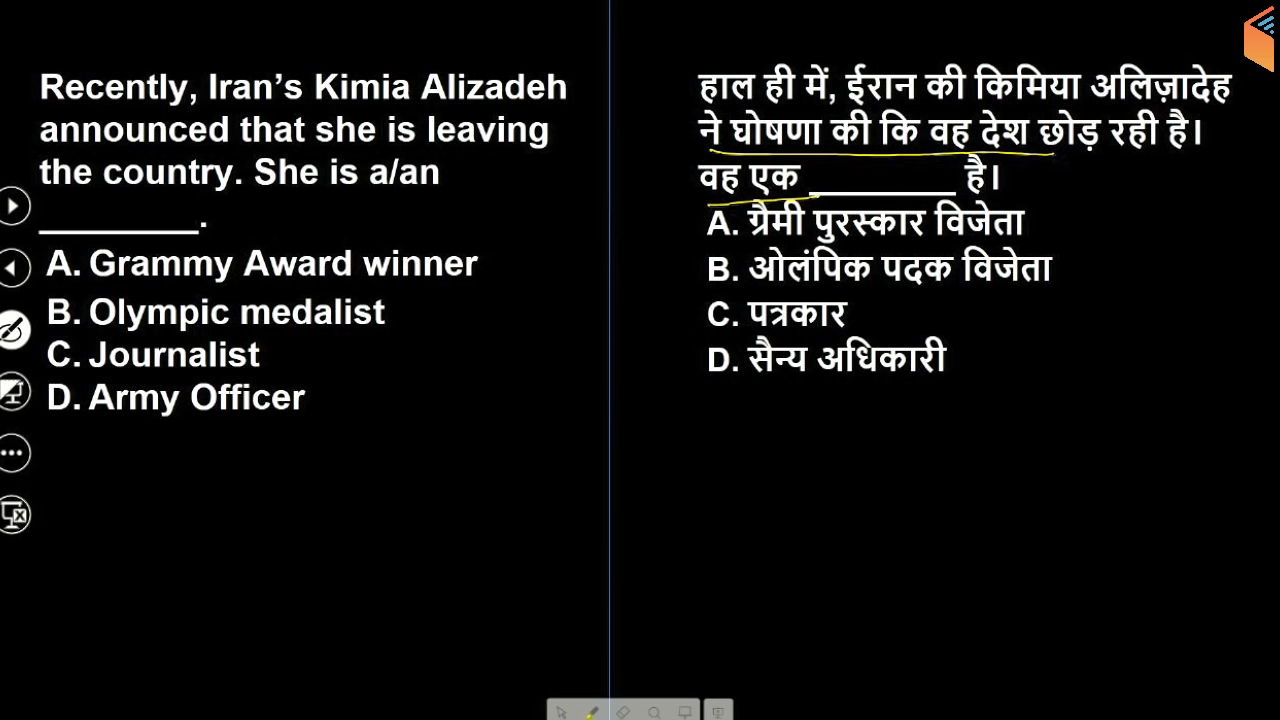 Recently, Iran’s Kimia Alizadeh
announced that she is leaving
the country. She is a/an
________.
A. Grammy Award winner
B. Olympic medalist
C. Journalist
D. Army Officer
हाल ही में, ईरान की किमिया अलिज़ादेह
ने घोषणा की कि वह देश छोड़ रही है।
वह एक ________ है।
A. ग्रैमी पुरस्कार विजेता
B. ओलंपिक पदक विजेता
C. पत्रकार
D. सैन्य अधिकारी